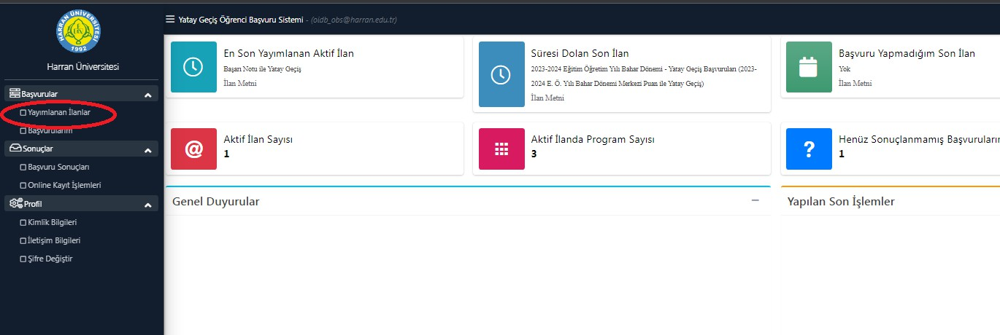 HARRAN ÜNİVERSİTESİ
1992
Harran Üniversitesi
Başvurular
Yayımlanan İlanlar
Başvurularım
Sonuçlar
Başvuru Sonuçları
Online Kayıt İşlemleri
Profil
Kimlik Bilgileri
İletişim Bilgileri
Şifre Değiştir
Yatay Geçiş Öğrenci Başvuru Sistemi - (oidb_obs@harran.edu.tr)
En Son Yayımlanan Aktif İlan
Başarı Notu ile Yatay Geçiş
İlan Metni
Süresi Dolan Son İlan
2023-2024 Eğitim Öğretim Yılı Bahar Dönemi - Yatay Geçiş Başvuruları (2023-
2024 E. Ö. Yılı Bahar Dönemi Merkezi Puan ile Yatay Geçiş)
İlan Metni
Başvuru Yapmadığım Son İlan
Yok
İlan Metni
@
Aktif İlan Sayısı
1
Aktif İlanda Program Sayısı
3
?
Henüz Sonuçlanmamış Başvuruların
1
Genel Duyurular
Yapılan Son İşlemler